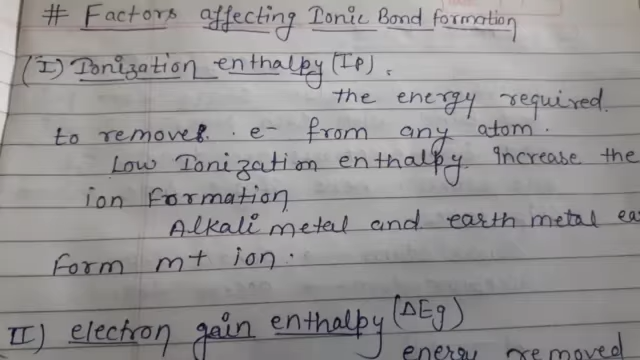 # Factors affecting Ionic Bond formation
(I) Ionization enthalpy (Ip).
the energy required
to remove e- from any atom.
Low Ionization enthalpy increase the
ion formation
Alkali metal and earth metal ea
Form m+ ion.
II) electron gain enthalpy (ΔEg)
energy removed